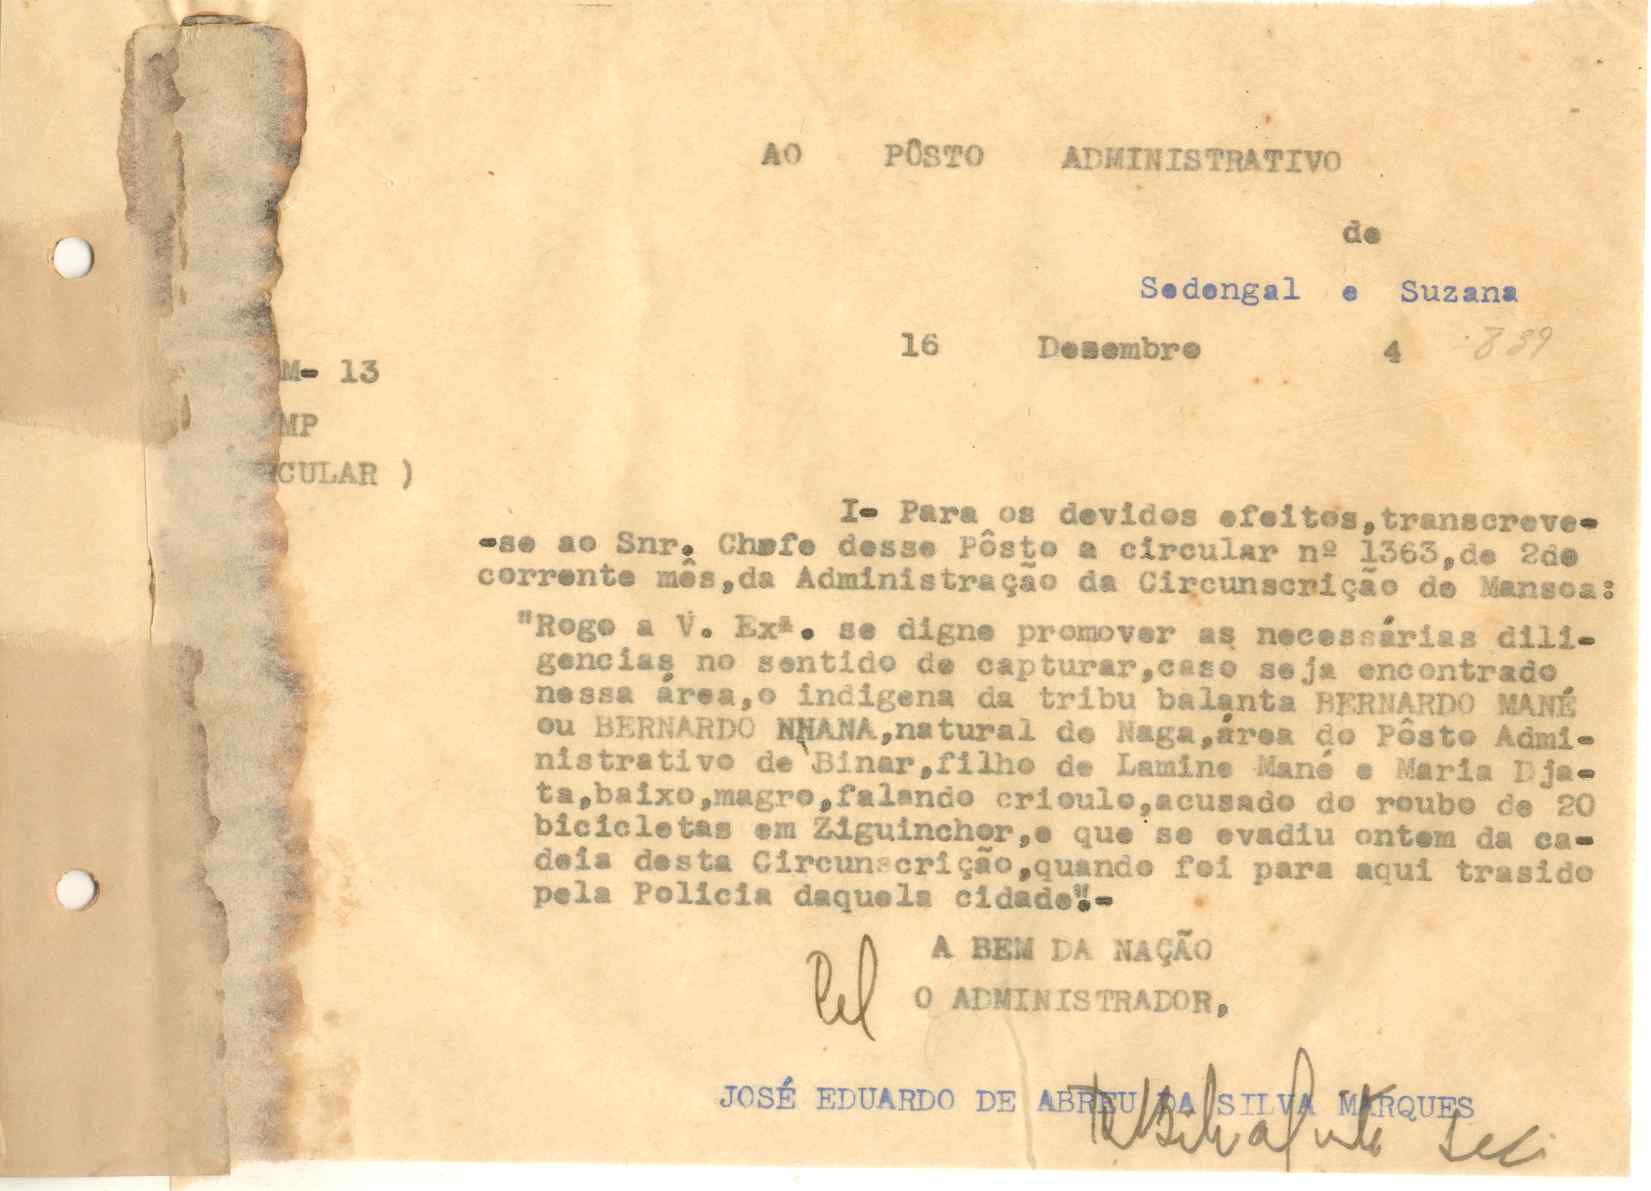 AO PÔSTO ADMINISTRATIVO
de
Sedengal e Suzana
16 Desembro 4 839
M- 13
MP
CULAR )
I- Para os devidos efeitos,transcreve-
-se ao Snr. Chefe desse Pôsto a circular nº 1363,de 2de
corrente mês,da Administração da Circunscrição de Mansoa:
"Rogo a V. Exª. se digne promover as necessárias dili-
gencias no sentido de capturar,caso seja encontrado
nessa área,o indigena da tribu balanta BERNARDO MANÉ
ou BERNARDO NHANA,natural de Naga,área do Pôsto Admi-
nistrativo de Binar,filho de Lamine Mané e Maria Dja-
ta,baixo,magro,falando crioulo,acusado do roubo de 20
bicicletas em Ziguinchor,e que se evadiu ontem da ca-
deia desta Circunscrição,quando foi para aqui trasido
pela Policia daquela cidade".-
A BEM DA NAÇÃO
O ADMINISTRADOR,
JOSÉ EDUARDO DE ABREU DA SILVA MARQUES